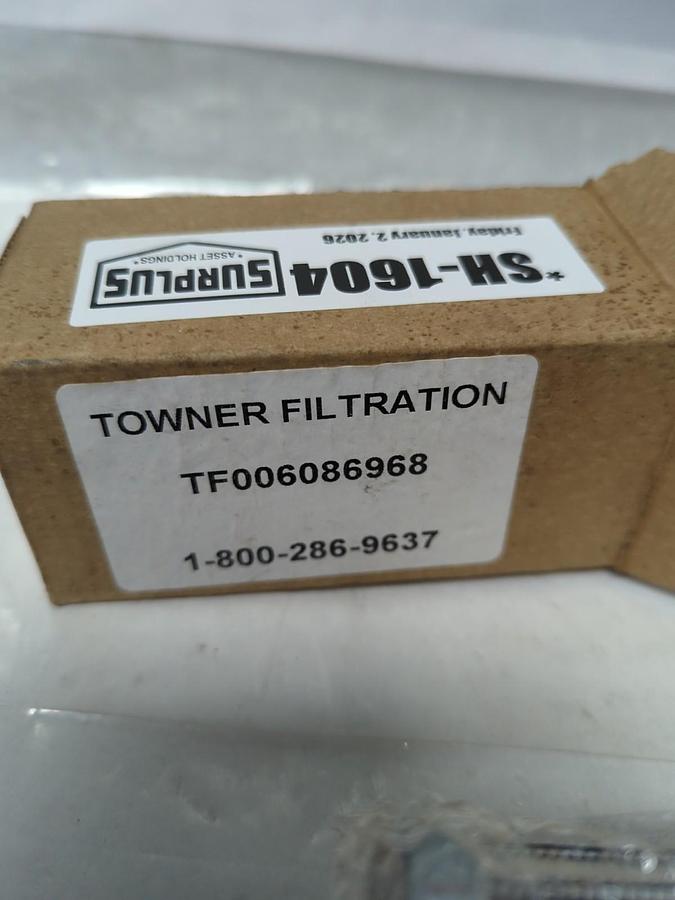 *SH-1604
Friday, January 2, 2026
SURPLUS
*ASSET HOLDINGS*
TOWNER FILTRATION
TF006086968
1-800-286-9637